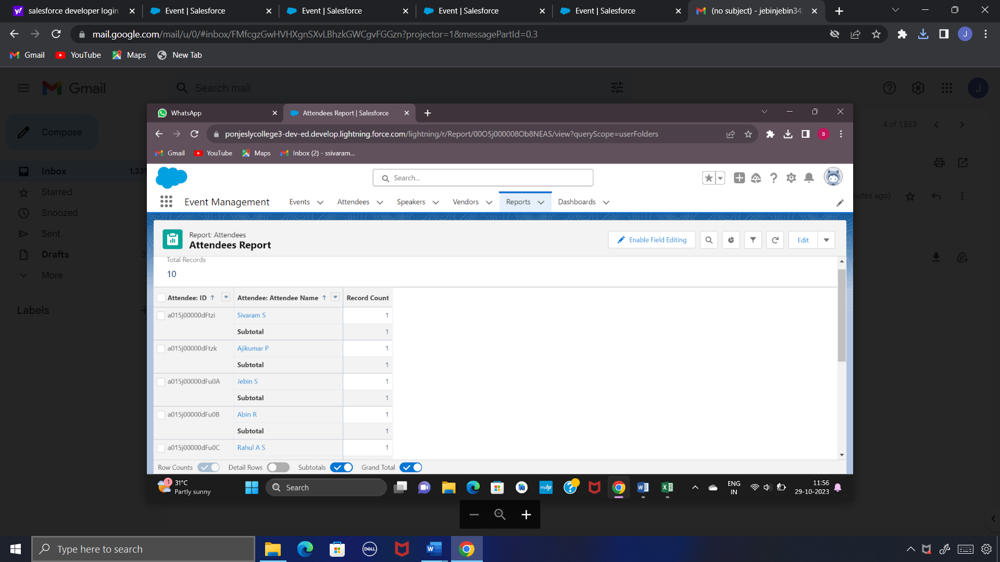 salesforce developer login
Event | Salesforce
Event | Salesforce
Event | Salesforce
Event | Salesforce
(no subject) - jebinjebin343
mail.google.com/mail/u/0/#inbox/FMfcgzGwHVHXgnSXvLBhzkGWCgvFGGzn?projector=1&messagePartId=0.3
J
Gmail
YouTube
Maps
New Tab
Gmail
Search mail
J
Compose
4 of 1,853
Inbox
1,339
Starred
Snoozed
Sent
Drafts
3
More
Labels
nutes ago)
WhatsApp
Attendees Report | Salesforce
ponjeslycollege3-dev-ed.develop.lightning.force.com/lightning/r/Report/00O5j000008Ob8NEAS/view?queryScope=userFolders
S
Gmail
YouTube
Maps
Inbox (2) - ssivaram...
Search...
Event Management
Events
Attendees
Speakers
Vendors
Reports
Dashboards
Report: Attendees
Attendees Report
Enable Field Editing
Edit
Total Records
10
Attendee: ID ↑
Attendee: Attendee Name ↑
Record Count
a015j00000dFtzi
Sivaram S
1
Subtotal
1
a015j00000dFtzk
Ajikumar P
1
Subtotal
1
a015j00000dFu0A
Jebin S
1
Subtotal
1
a015j00000dFu0B
Abin R
1
Subtotal
1
a015j00000dFu0C
Rahul A S
1
Row Counts
Detail Rows
Subtotals
Grand Total
1
31°C
Partly sunny
Search
myhp
ENG
IN
11:56
29-10-2023
Type here to search
DELL